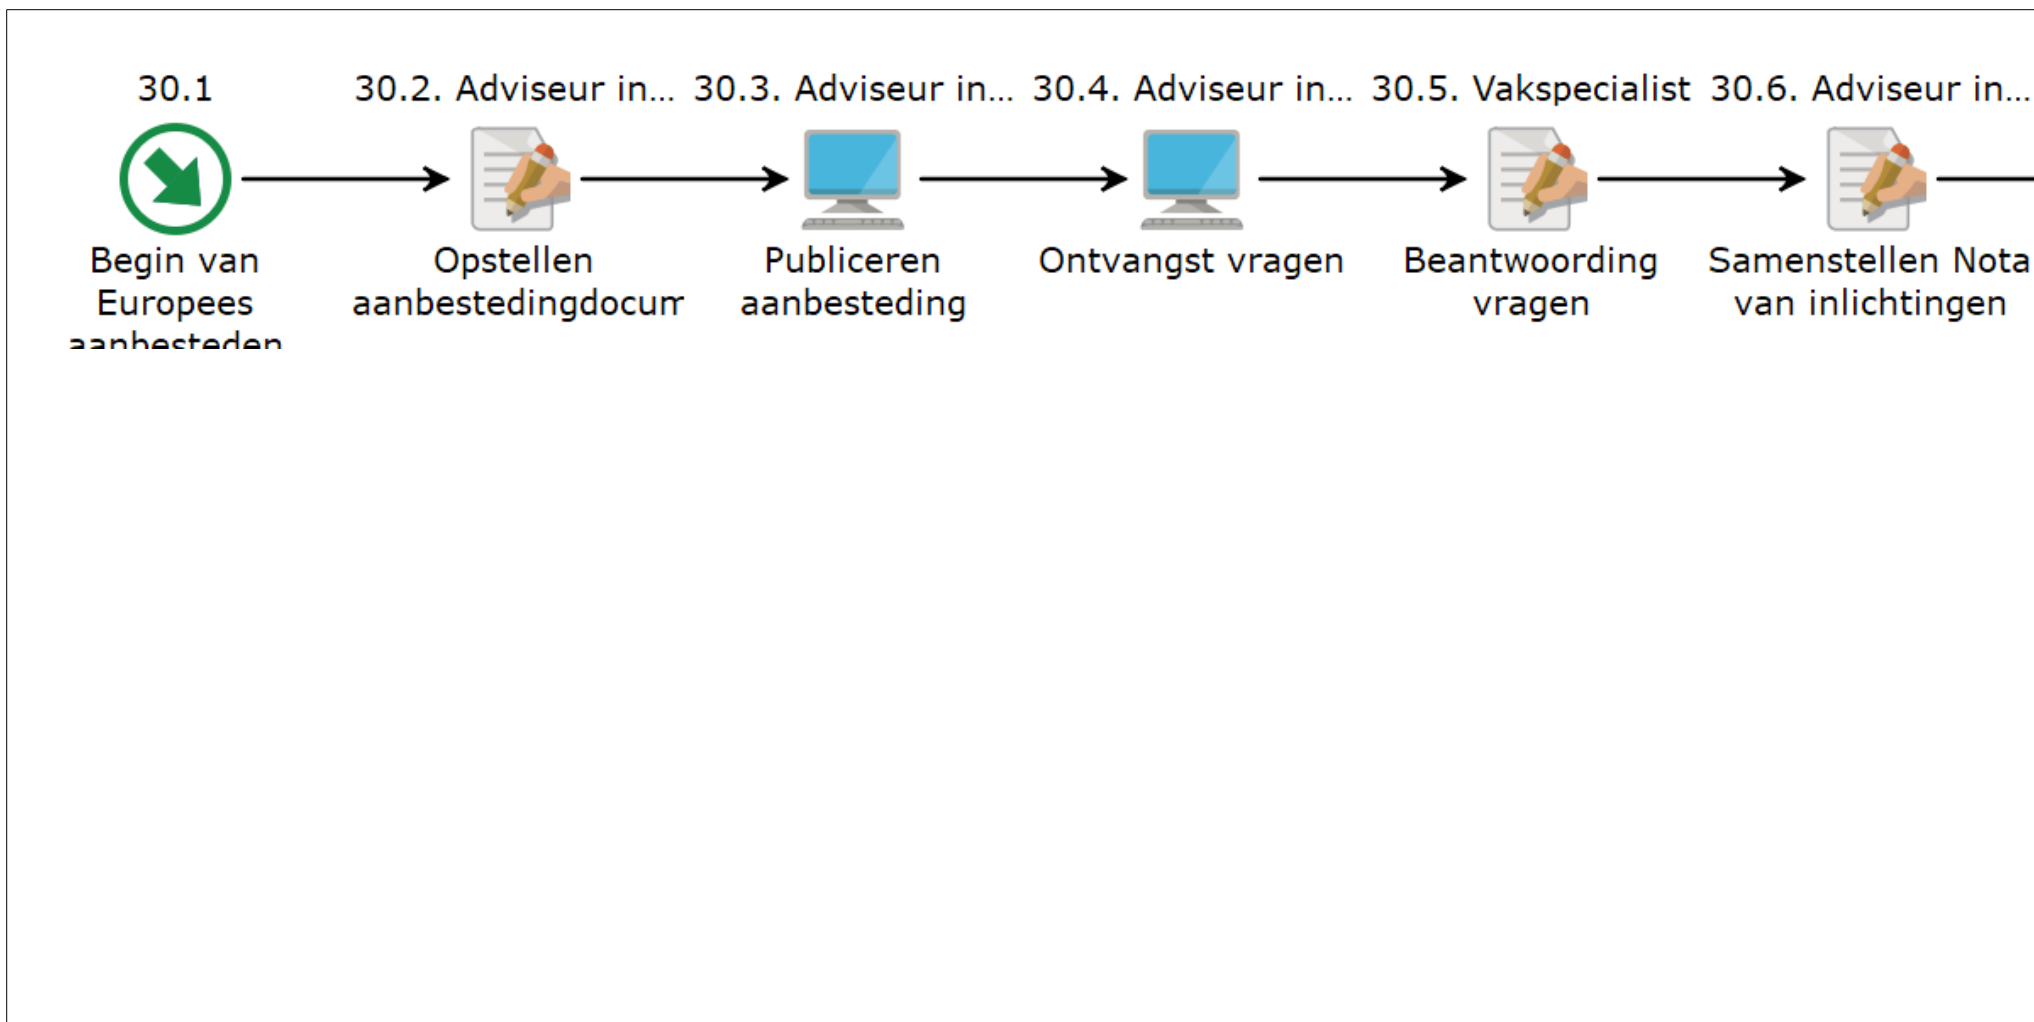 30.1
30.2. Adviseur in...
30.3. Adviseur in...
30.4. Adviseur in...
30.5. Vakspecialist
30.6. Adviseur in...
Begin van
Europees
aanbesteden
Opstellen
aanbestedingdocum
Publiceren
aanbesteding
Ontvangst vragen
Beantwoording
vragen
Samenstellen Nota
van inlichtingen